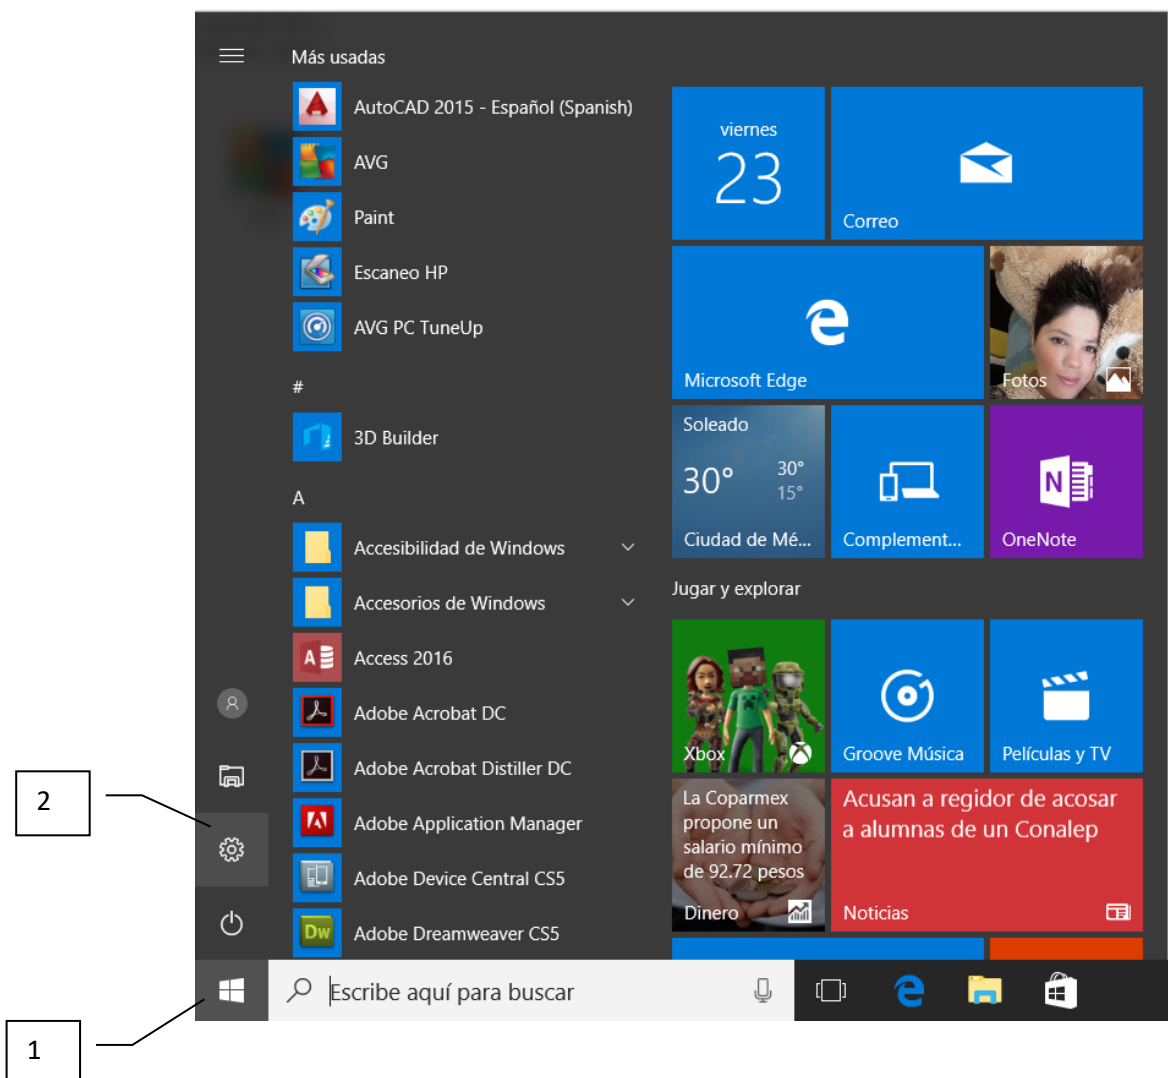 Más usadas
AutoCAD 2015 - Español (Spanish)
AVG
Paint
Escaneo HP
AVG PC TuneUp
#
3D Builder
A
Accesibilidad de Windows
Accesorios de Windows
Access 2016
Adobe Acrobat DC
Adobe Acrobat Distiller DC
Adobe Application Manager
Adobe Device Central CS5
Dw
Adobe Dreamweaver CS5
viernes
23
Correo
Microsoft Edge
Fotos
Soleado
30°
30°
15°
Ciudad de Mé...
Complement...
N
OneNote
Jugar y explorar
Xbox
Groove Música
Películas y TV
La Coparmex
propone un
salario mínimo
de 92.72 pesos
Dinero
Acusan a regidor de acosar
a alumnas de un Conalep
Noticias
2
Escribe aquí para buscar
1